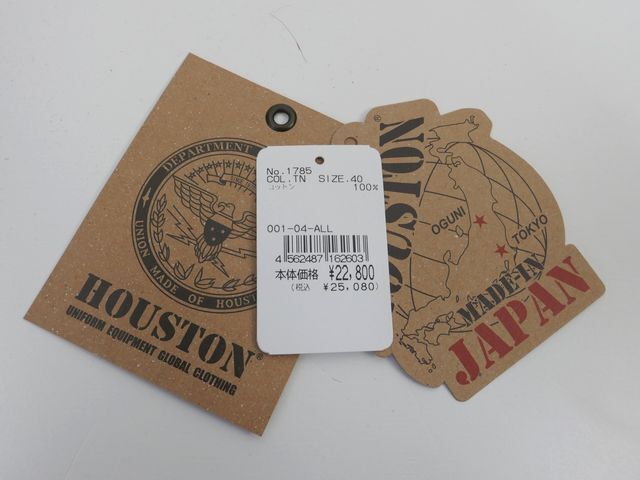 DEPARTMENT
UNION MADE OF HOUST
HOUSTON®
UNIFORM EQUIPMENT GLOBAL CLOTHING
No.1785
COL.TN SIZE.40
コットン 100%
001-04-ALL
4 562487 162603
本体価格 ¥22,800
(税込 ¥25,080)
OUSTON®
OGUNI
TOKYO
MADE IN
JAPAN